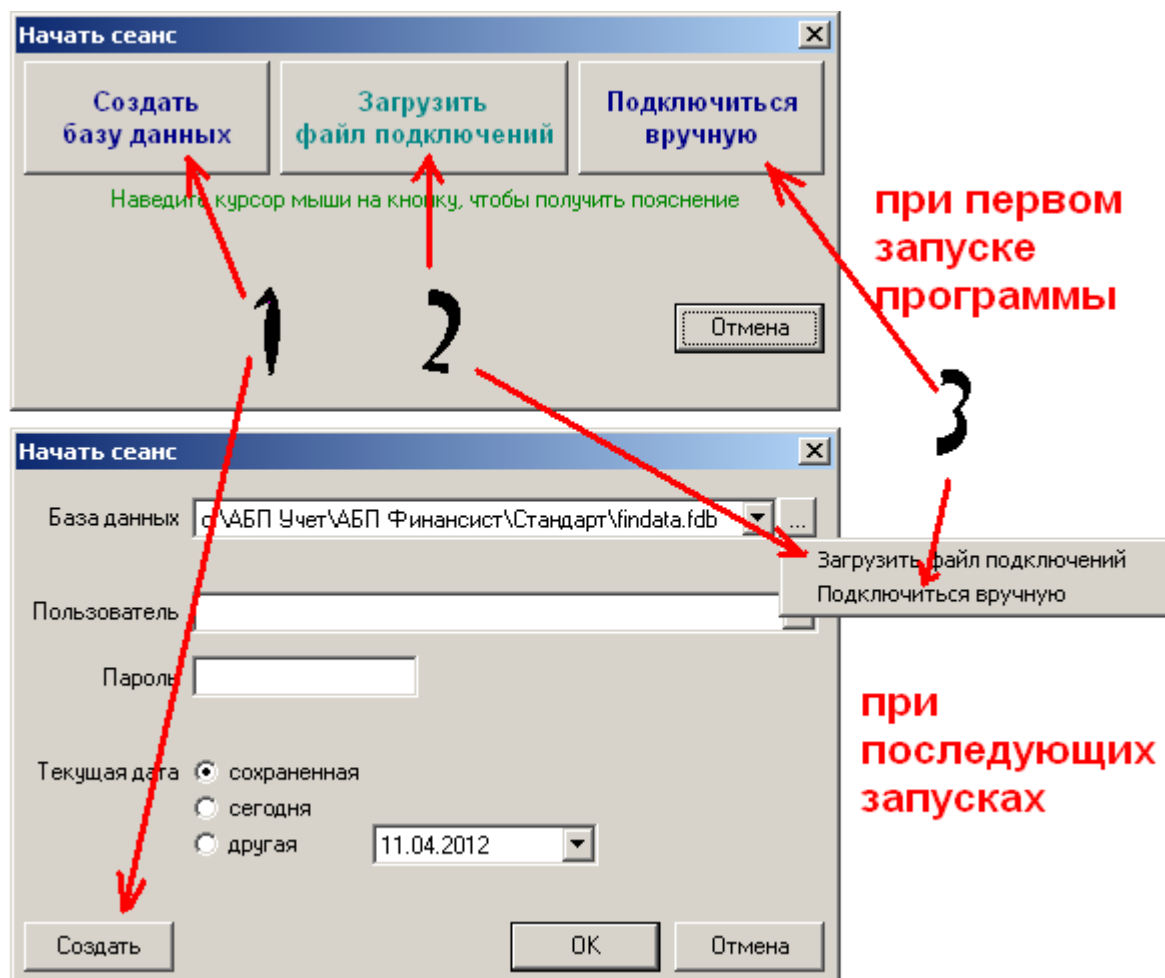 Начать сеанс
Создать
базу данных
Загрузить
файл подключений
Подключиться
вручную
Наведите курсор мыши на кнопку, чтобы получить пояснение
при первом
запуске
программы
1
2
Отмена
3
Начать сеанс
База данных
c:\АБП Учет\АБП Финансист\Стандарт\findata.fdb
...
Загрузить файл подключений
Подключиться вручную
Пользователь
Пароль
при
последующих
запусках
Текущая дата
сохраненная
сегодня
другая
11.04.2012
Создать
OK
Отмена